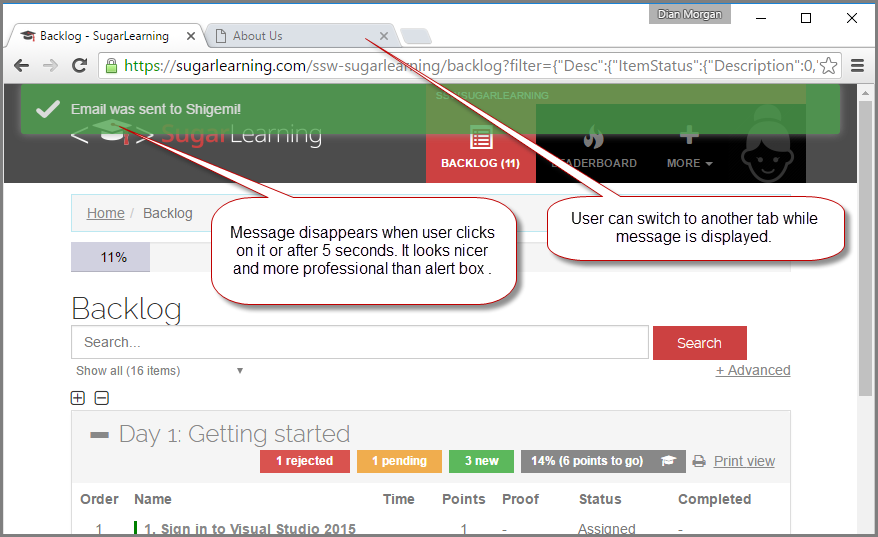 Dian Morgan
Backlog - SugarLearning
About Us
https://sugarlearning.com/ssw-sugarlearning/backlog?filter={"Desc":{"ItemStatus":{"Description":0,"
SUGARLEARNING
Email was sent to Shigemi!
< > SugarLearning
BACKLOG (11)
LEADERBOARD
MORE
Home / Backlog
11%
Message disappears when user clicks
on it or after 5 seconds. It looks nicer
and more professional than alert box .
User can switch to another tab while
message is displayed.
Backlog
Search...
Search
Show all (16 items)
+ Advanced
Day 1: Getting started
1 rejected
1 pending
3 new
14% (6 points to go)
Print view
Order Name Time Points Proof Status Completed
1 1. Sign in to Visual Studio 2015 1 - Assigned -